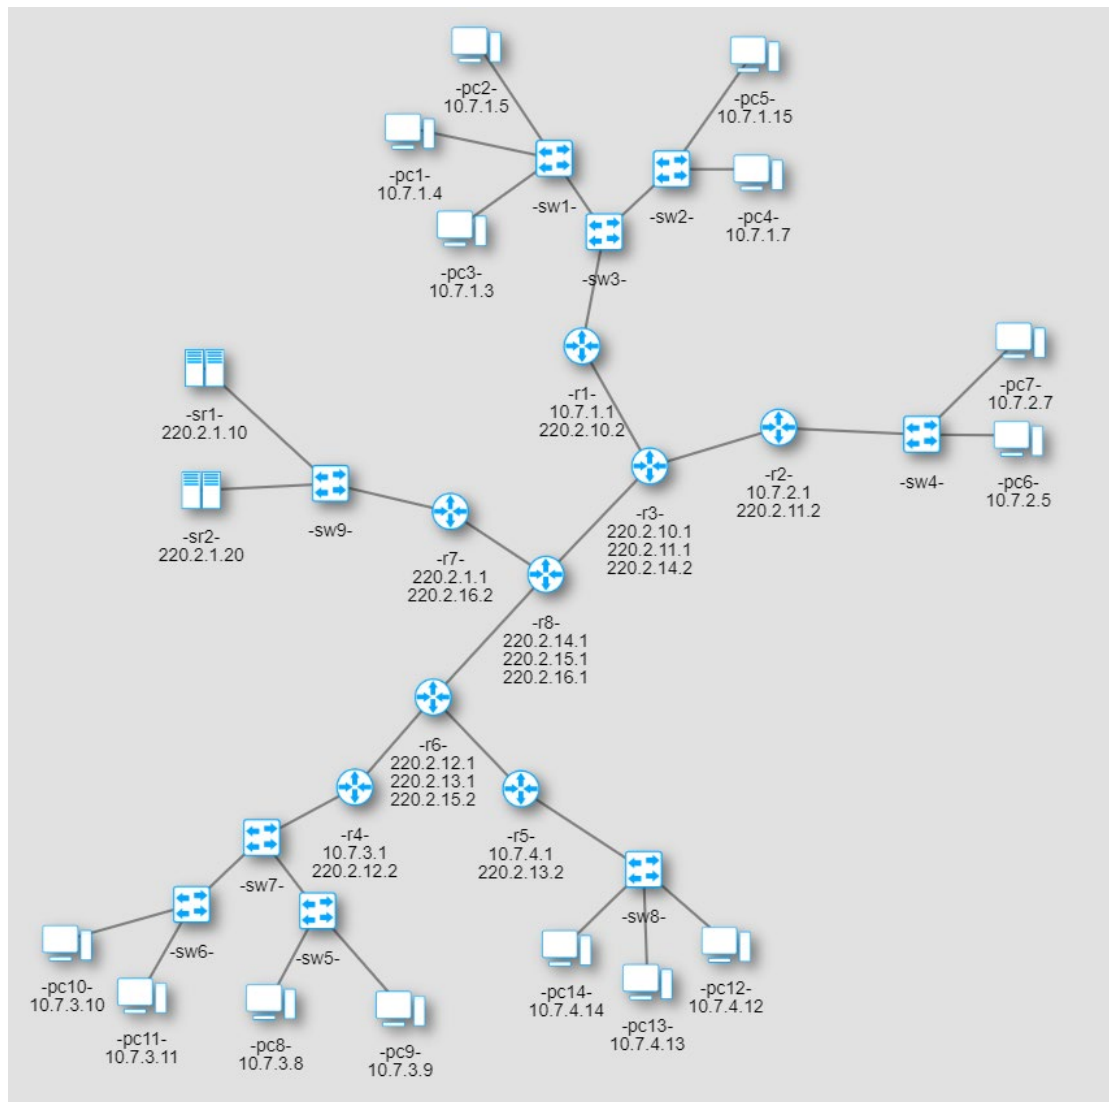 -pc2-
10.7.1.5
-pc5-
10.7.1.15
-pc1-
10.7.1.4
-sw1-
-sw2-
-pc4-
10.7.1.7
-pc3-
10.7.1.3
-sw3-
-r1-
10.7.1.1
220.2.10.2
-pc7-
10.7.2.7
-sr1-
220.2.1.10
-r2-
10.7.2.1
220.2.11.2
-sw4-
-pc6-
10.7.2.5
-r3-
220.2.10.1
220.2.11.1
220.2.14.2
-sr2-
220.2.1.20
-sw9-
-r7-
220.2.1.1
220.2.16.2
-r8-
220.2.14.1
220.2.15.1
220.2.16.1
-r6-
220.2.12.1
220.2.13.1
220.2.15.2
-r4-
10.7.3.1
220.2.12.2
-r5-
10.7.4.1
220.2.13.2
-sw7-
-sw8-
-sw6-
-sw5-
-pc10-
10.7.3.10
-pc11-
10.7.3.11
-pc8-
10.7.3.8
-pc9-
10.7.3.9
-pc14-
10.7.4.14
-pc13-
10.7.4.13
-pc12-
10.7.4.12